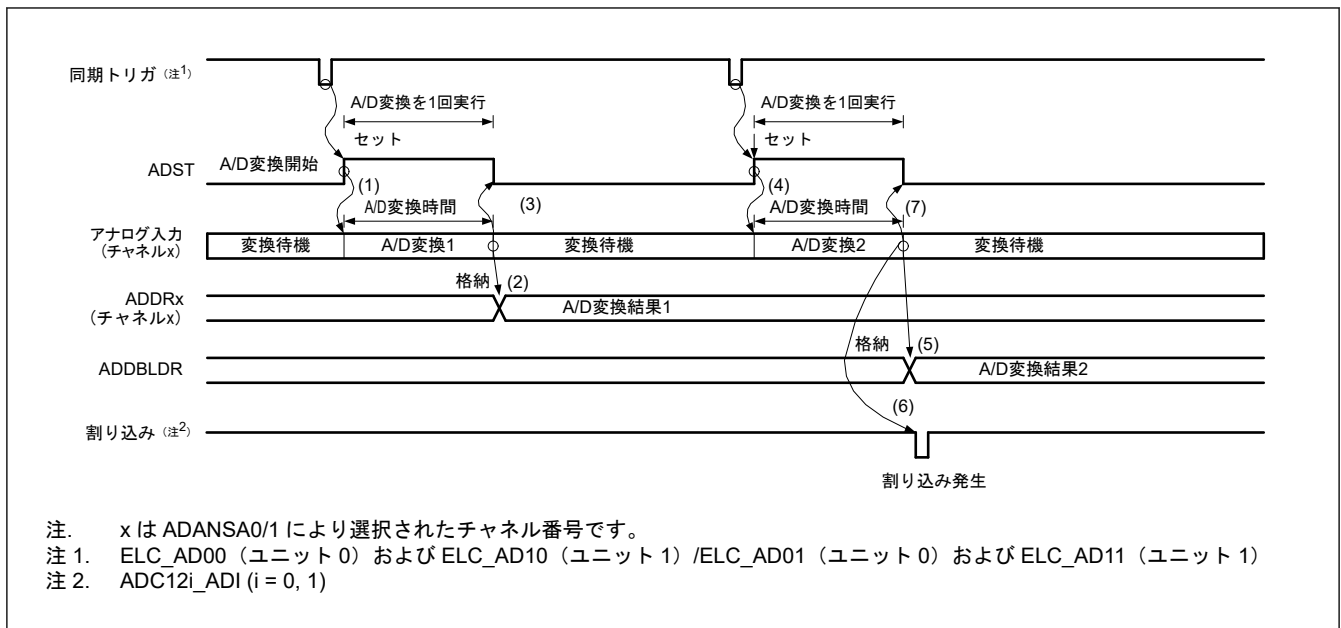 同期トリガ（注1）
A/D変換を1回実行 A/D変換を1回実行
セット セット
ADST A/D変換開始
(1) (3) (4) (7)
A/D変換時間 A/D変換時間
アナログ入力
（チャネルx）
変換待機 A/D変換1 変換待機 A/D変換2 変換待機
格納 (2)
ADDRx
（チャネルx）
A/D変換結果1
格納 (5)
ADDBLDR A/D変換結果2
(6)
割り込み（注2）
割り込み発生
注. x は ADANSA0/1 により選択されたチャネル番号です。
注 1. ELC_AD00（ユニット 0）および ELC_AD10（ユニット 1）/ELC_AD01（ユニット 0）および ELC_AD11（ユニット 1）
注 2. ADC12i_ADI (i = 0, 1)